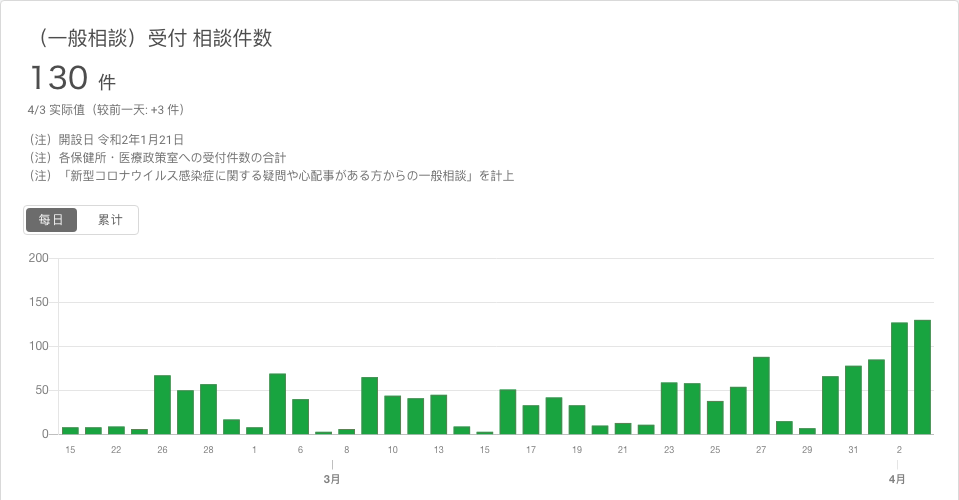 （一般相談）受付 相談件数
130 件
4/3 实际值（较前一天: +3 件）
（注）開設日 令和2年1月21日
（注）各保健所・医療政策室への受付件数の合計
（注）「新型コロナウイルス感染症に関する疑問や心配事がある方からの一般相談」を計上
每日 累计
200
150
100
50
0
15 22 26 28 1 6 8 10 13 15 17 19 21 23 25 27 29 31 2
3月 4月